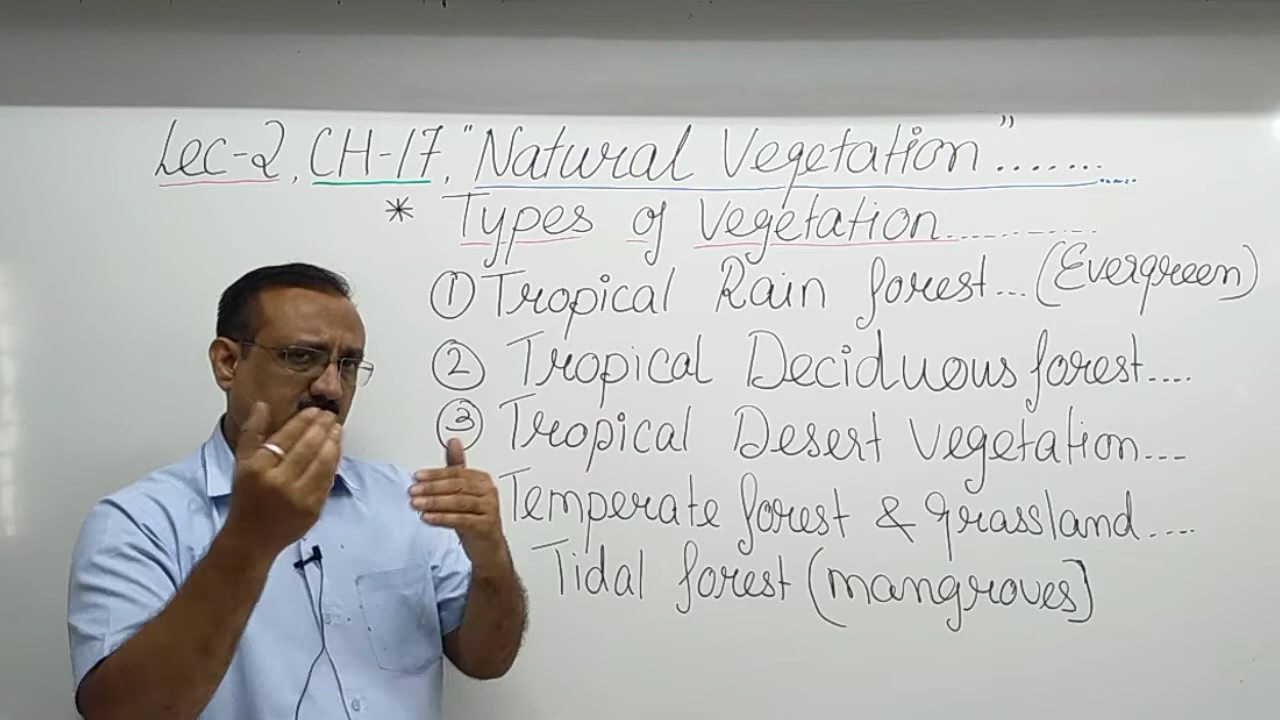 Lec-2, CH-17, "Natural Vegetation".......
* Types of Vegetation...........
① Tropical Rain forest...(Evergreen)
② Tropical Deciduous forest....
③ Tropical Desert Vegetation...
Temperate forest & grassland....
Tidal forest (mangroves]